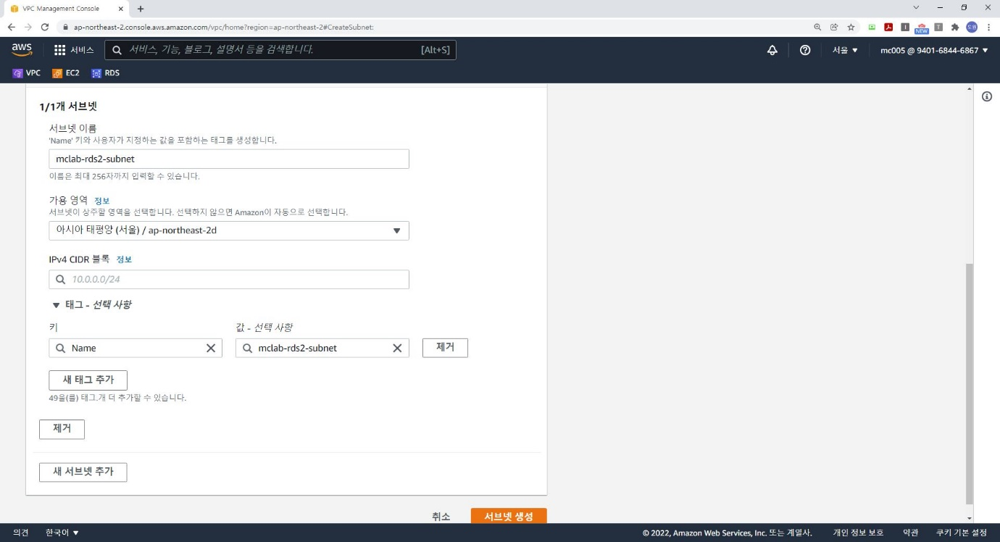 VPC Management Console
ap-northeast-2.console.aws.amazon.com/vpc/home?region=ap-northeast-2#CreateSubnet:
NEW
도원
aws
서비스
서비스, 기능, 블로그, 설명서 등을 검색합니다.
[Alt+S]
서울
mc005 @ 9401-6844-6867
VPC
EC2
RDS
1/1개 서브넷
서브넷 이름
'Name' 키와 사용자가 지정하는 값을 포함하는 태그를 생성합니다.
mclab-rds2-subnet
이름은 최대 256자까지 입력할 수 있습니다.
가용 영역 정보
서브넷이 상주할 영역을 선택합니다. 선택하지 않으면 Amazon이 자동으로 선택합니다.
아시아 태평양 (서울) / ap-northeast-2d
IPv4 CIDR 블록 정보
10.0.0.0/24
태그 - 선택 사항
키
값 - 선택 사항
Name
mclab-rds2-subnet
제거
새 태그 추가
49을(를) 태그.개 더 추가할 수 있습니다.
제거
새 서브넷 추가
취소
서브넷 생성
의견
한국어
© 2022, Amazon Web Services, Inc. 또는 계열사.
개인 정보 보호
약관
쿠키 기본 설정